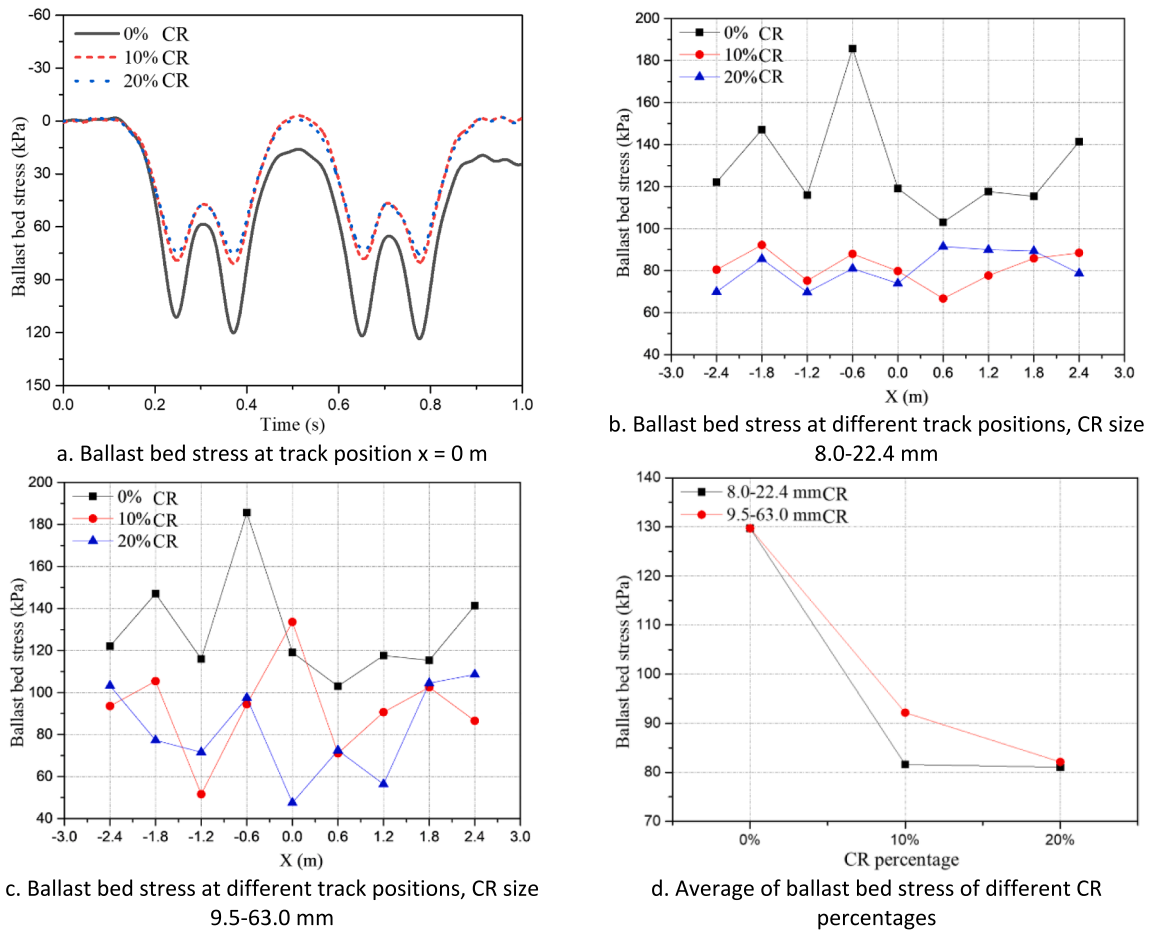 -60
-30
0
30
60
90
120
150
Ballast bed stress (kPa)
0% CR
10% CR
20% CR
0.0 0.2 0.4 0.6 0.8 1.0
Time (s)
a. Ballast bed stress at track position x = 0 m
200
180
160
140
120
100
80
60
40
Ballast bed stress (kPa)
0% CR
10% CR
20% CR
-3.0 -2.4 -1.8 -1.2 -0.6 0.0 0.6 1.2 1.8 2.4 3.0
X (m)
b. Ballast bed stress at different track positions, CR size
8.0-22.4 mm
200
180
160
140
120
100
80
60
40
Ballast bed stress (kPa)
0% CR
10% CR
20% CR
-3.0 -2.4 -1.8 -1.2 -0.6 0.0 0.6 1.2 1.8 2.4 3.0
X (m)
c. Ballast bed stress at different track positions, CR size
9.5-63.0 mm
140
130
120
110
100
90
80
70
Ballast bed stress (kPa)
8.0-22.4 mmCR
9.5-63.0 mmCR
0% 10% 20%
CR percentage
d. Average of ballast bed stress of different CR
percentages